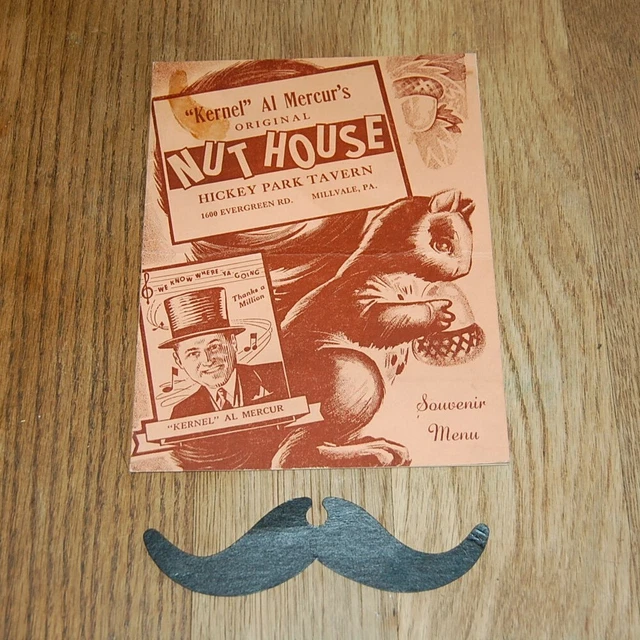 "Kernel" Al Mercur's
ORIGINAL
NUT HOUSE
HICKEY PARK TAVERN
1600 EVERGREEN RD. MILLVALE, PA.
WE KNOW WHERE YA GOING
Thanks a
Million
"KERNEL" AL MERCUR
Souvenir
Menu